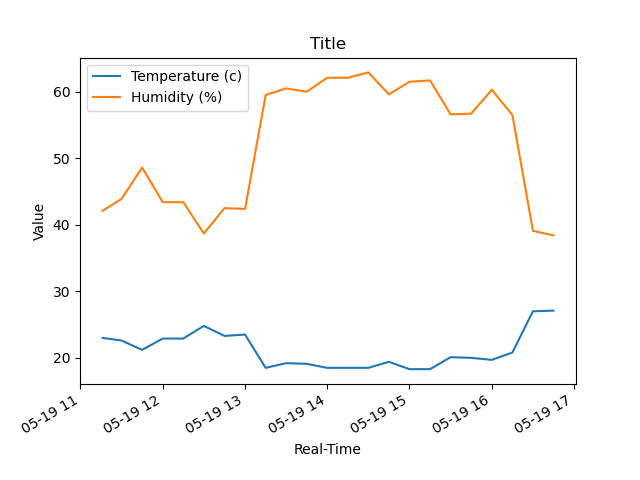 Title
Temperature (c)
Humidity (%)
60
50
40
30
20
Value
05-19 11
05-19 12
05-19 13
05-19 14
05-19 15
05-19 16
05-19 17
Real-Time